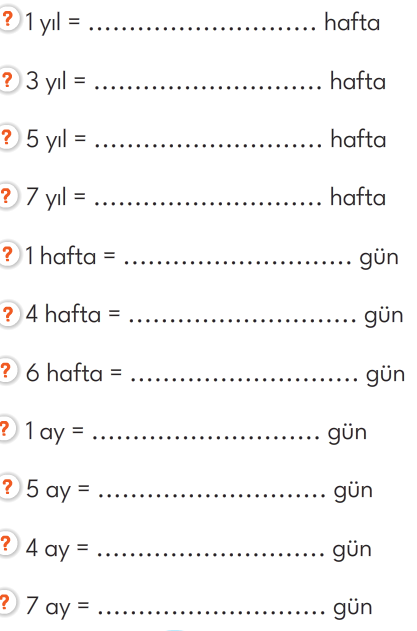 ? 1 yıl = ............................ hafta
? 3 yıl = ............................ hafta
? 5 yıl = ............................ hafta
? 7 yıl = ............................ hafta
? 1 hafta = ............................ gün
? 4 hafta = ............................ gün
? 6 hafta = ............................ gün
? 1 ay = ............................ gün
? 5 ay = ............................ gün
? 4 ay = ............................ gün
? 7 ay = ............................ gün